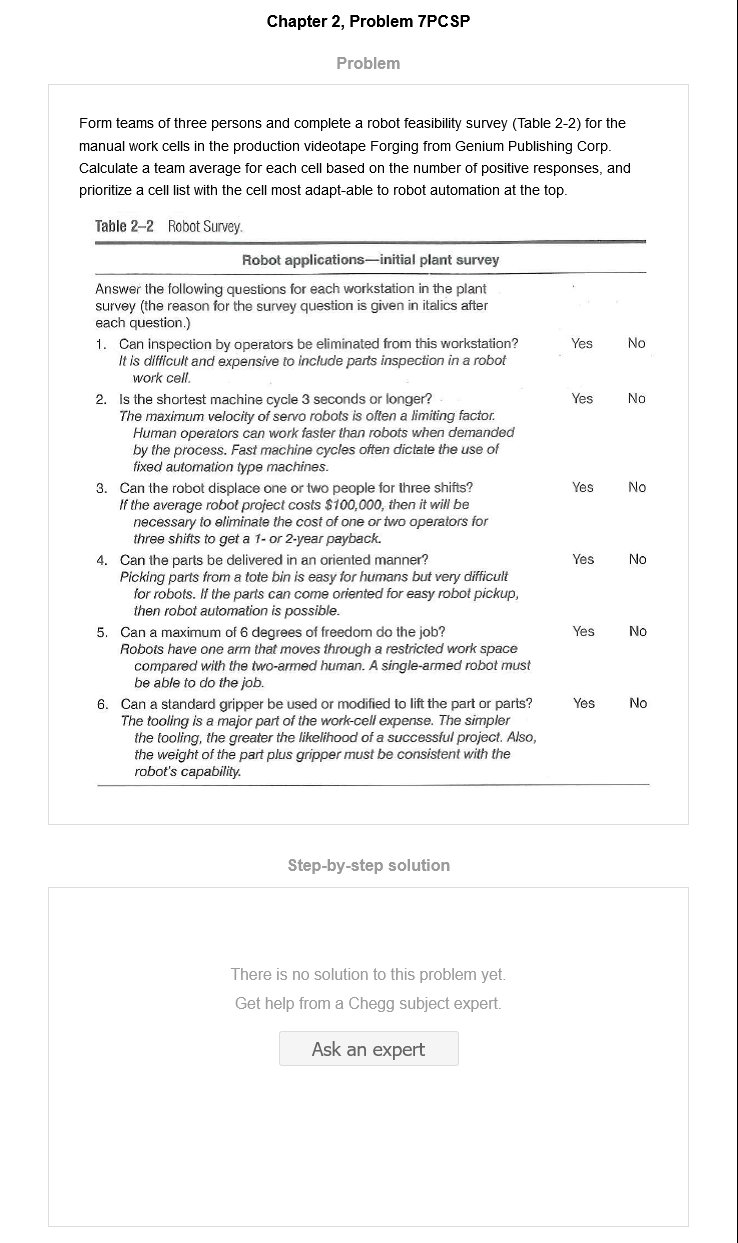 Chapter 2, Problem 7PCSP
Problem
Form teams of three persons and complete a robot feasibility survey (Table 2-2) for the
manual work cells in the production videotape Forging from Genium Publishing Corp.
Calculate a team average for each cell based on the number of positive responses, and
prioritize a cell list with the cell most adapt-able to robot automation at the top.
Table 2–2 Robot Survey.
Robot applications—initial plant survey
Answer the following questions for each workstation in the plant
survey (the reason for the survey question is given in italics after
each question.)
1. Can inspection by operators be eliminated from this workstation? Yes No
It is difficult and expensive to include parts inspection in a robot
work cell.
2. Is the shortest machine cycle 3 seconds or longer? Yes No
The maximum velocity of servo robots is often a limiting factor.
Human operators can work faster than robots when demanded
by the process. Fast machine cycles often dictate the use of
fixed automation type machines.
3. Can the robot displace one or two people for three shifts? Yes No
If the average robot project costs $100,000, then it will be
necessary to eliminate the cost of one or two operators for
three shifts to get a 1- or 2-year payback.
4. Can the parts be delivered in an oriented manner? Yes No
Picking parts from a tote bin is easy for humans but very difficult
for robots. If the parts can come oriented for easy robot pickup,
then robot automation is possible.
5. Can a maximum of 6 degrees of freedom do the job? Yes No
Robots have one arm that moves through a restricted work space
compared with the two-armed human. A single-armed robot must
be able to do the job.
6. Can a standard gripper be used or modified to lift the part or parts? Yes No
The tooling is a major part of the work-cell expense. The simpler
the tooling, the greater the likelihood of a successful project. Also,
the weight of the part plus gripper must be consistent with the
robot's capability.
Step-by-step solution
There is no solution to this problem yet.
Get help from a Chegg subject expert.
Ask an expert